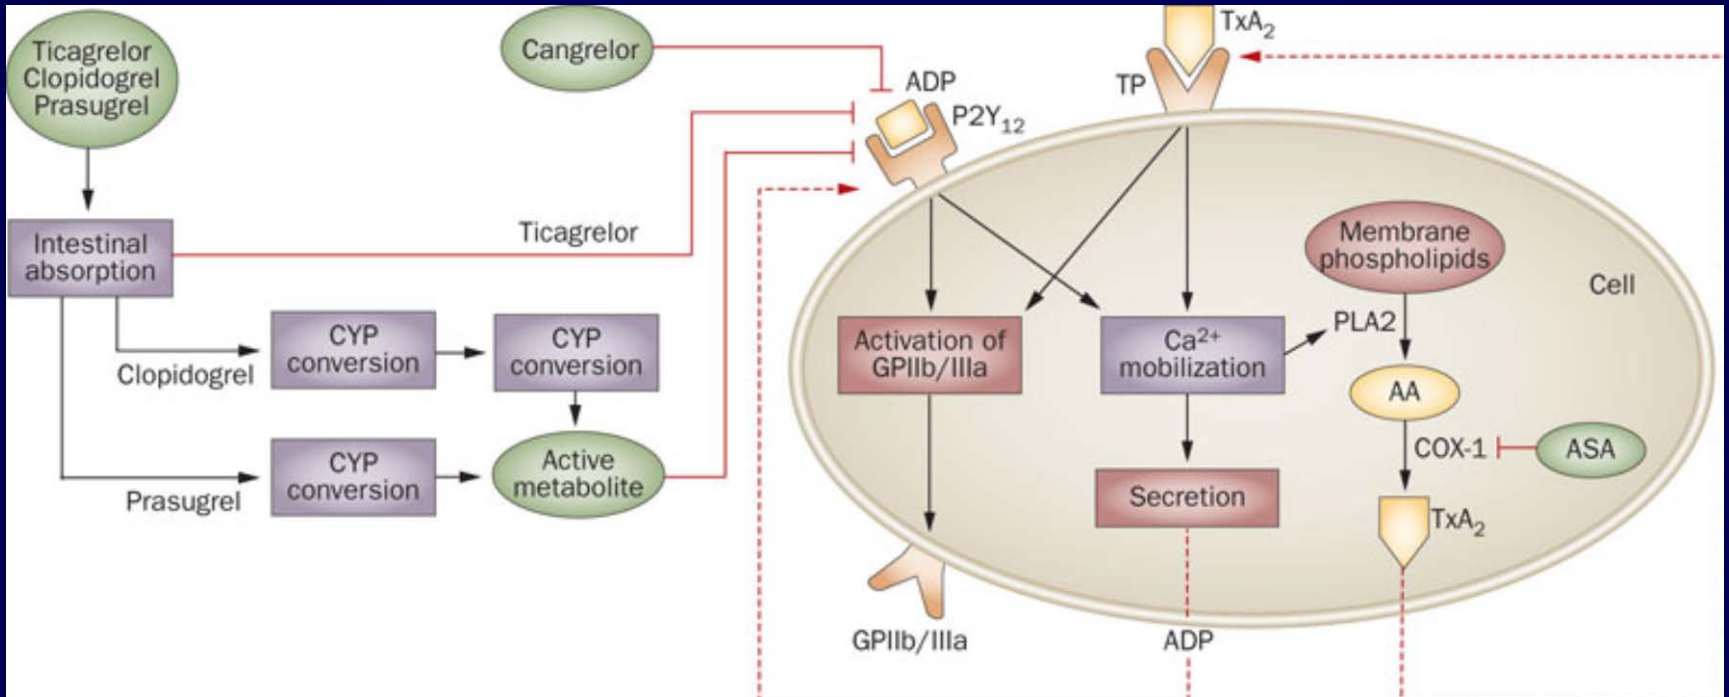 Ticagrelor
Clopidogrel
Prasugrel
Cangrelor
TxA2
TP
ADP
P2Y12
Intestinal
absorption
Ticagrelor
Membrane
phospholipids
Cell
CYP
conversion
CYP
conversion
Clopidogrel
Activation of
GPIIb/IIIa
Ca2+
mobilization
PLA2
AA
COX-1
ASA
CYP
conversion
Active
metabolite
Prasugrel
Secretion
TxA2
GPIIb/IIIa
ADP